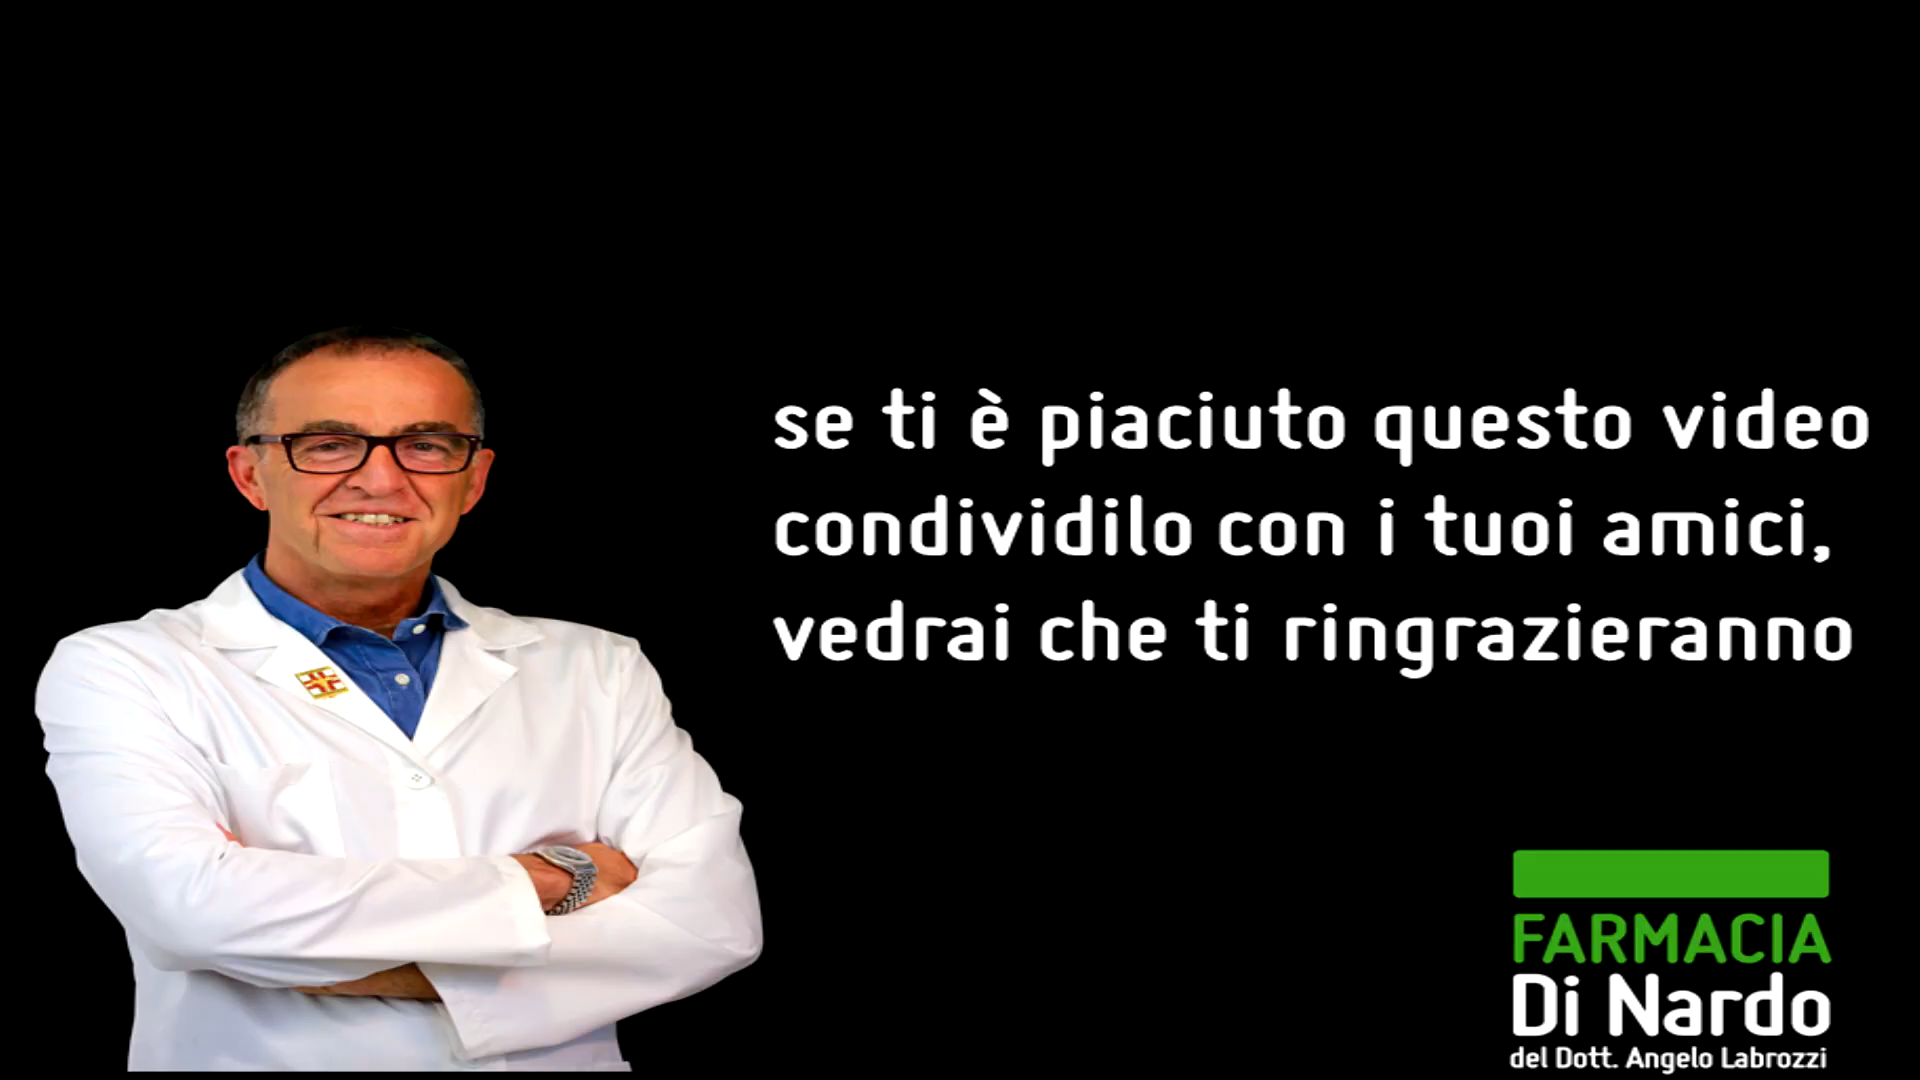 se ti è piaciuto questo video
condividilo con i tuoi amici,
vedrai che ti ringrazieranno
FARMACIA
Di Nardo
del Dott. Angelo Labrozzi